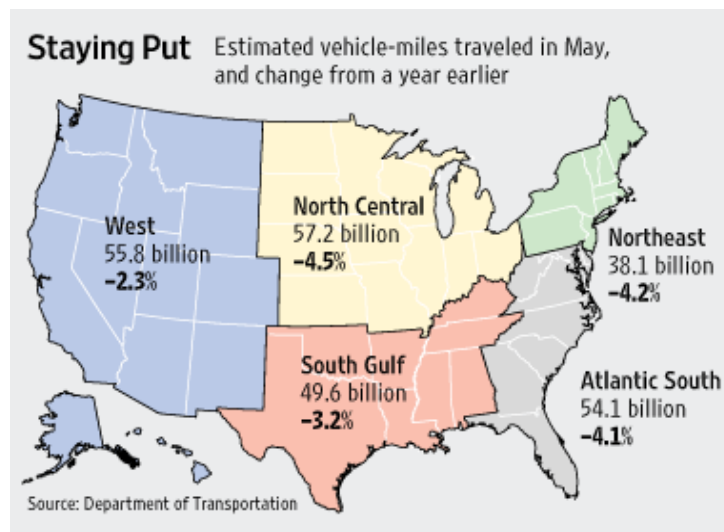 Staying Put
Estimated vehicle-miles traveled in May,
and change from a year earlier
West
55.8 billion
–2.3%
North Central
57.2 billion
–4.5%
Northeast
38.1 billion
–4.2%
South Gulf
49.6 billion
–3.2%
Atlantic South
54.1 billion
–4.1%
Source: Department of Transportation